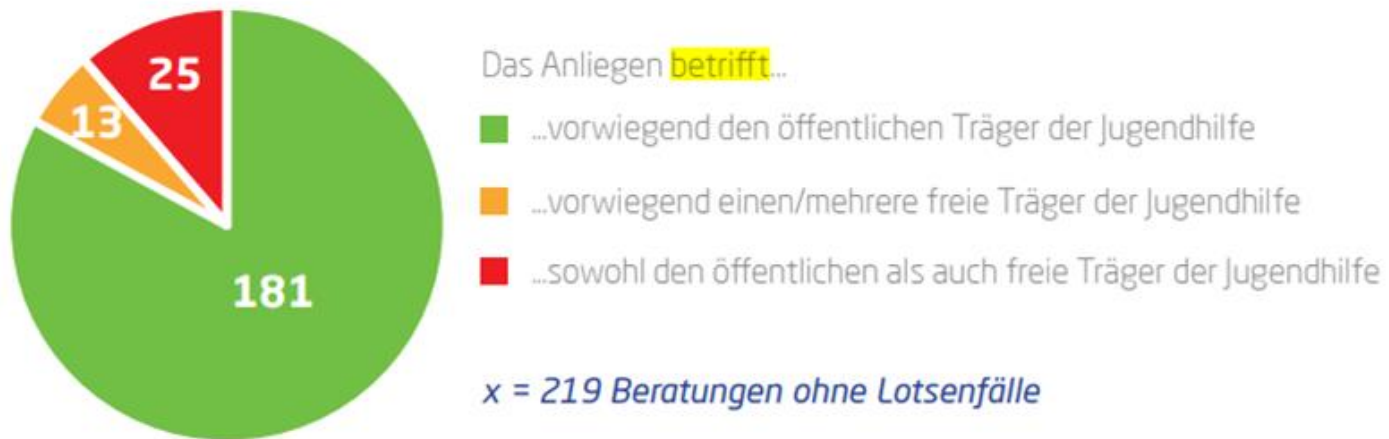 25
13
181
Das Anliegen betrifft...
...vorwiegend den öffentlichen Träger der Jugendhilfe
...vorwiegend einen/mehrere freie Träger der Jugendhilfe
...sowohl den öffentlichen als auch freie Träger der Jugendhilfe
x = 219 Beratungen ohne Lotsenfälle